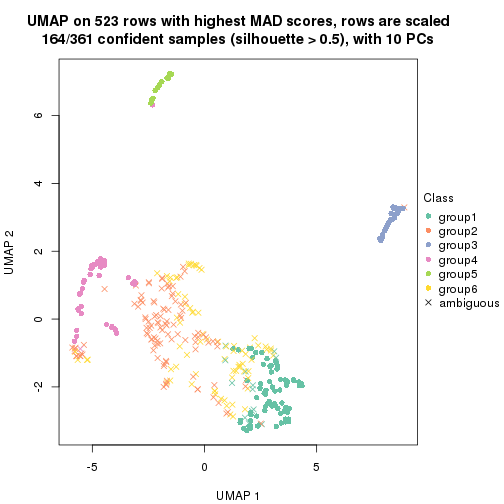 UMAP on 523 rows with highest MAD scores, rows are scaled
164/361 confident samples (silhouette > 0.5), with 10 PCs
6
4
2
0
-2
UMAP 2
-5
0
5
UMAP 1
Class
group1
group2
group3
group4
group5
group6
ambiguous